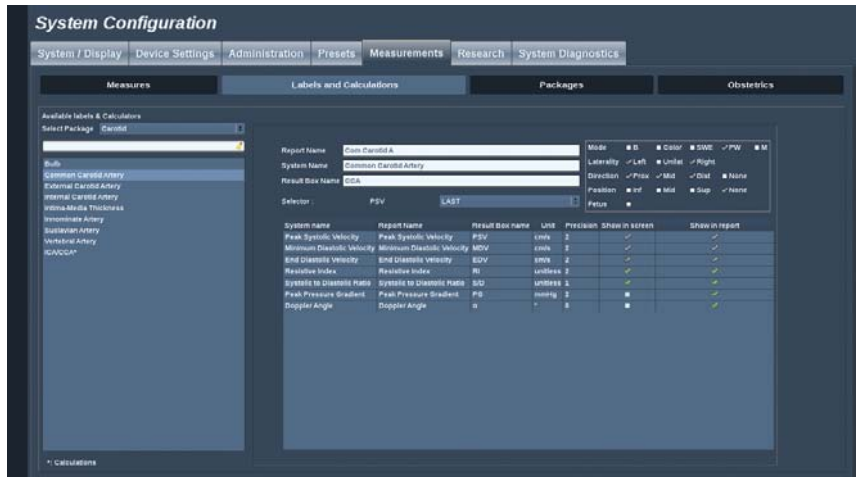 System Configuration
System / Display Device Settings Administration Presets Measurements Research System Diagnostics
Measures Labels and Calculations Packages Obstetrics
Available labels & Calculators
Select Package Carotid
Bulb
Common Carotid Artery
External Carotid Artery
Internal Carotid Artery
Intima-Media Thickness
Innominate Artery
Suclavian Artery
Vertebral Artery
ICA/CCA*
*: Calculations
Report Name Com Carotid A
System Name Common Carotid Artery
Result Box Name CCA
Selector : PSV LAST
Mode B Color SWE PW M
Laterality Left Unilat Right
Direction Prox Mid Dist None
Position Inf Mid Sup None
Fetus
System name Report Name Result Box name Unit Precision Show in screen Show in report
Peak Systolic Velocity Peak Systolic Velocity PSV cm/s 2
Minimum Diastolic Velocity Minimum Diastolic Velocity MDV cm/s 2
End Diastolic Velocity End Diastolic Velocity EDV cm/s 2
Resistive Index Resistive Index RI unitless 2
Systolic to Diastolic Ratio Systolic to Diastolic Ratio S/D unitless 1
Peak Pressure Gradient Peak Pressure Gradient PG mmHg 2
Doppler Angle Doppler Angle α ° 0